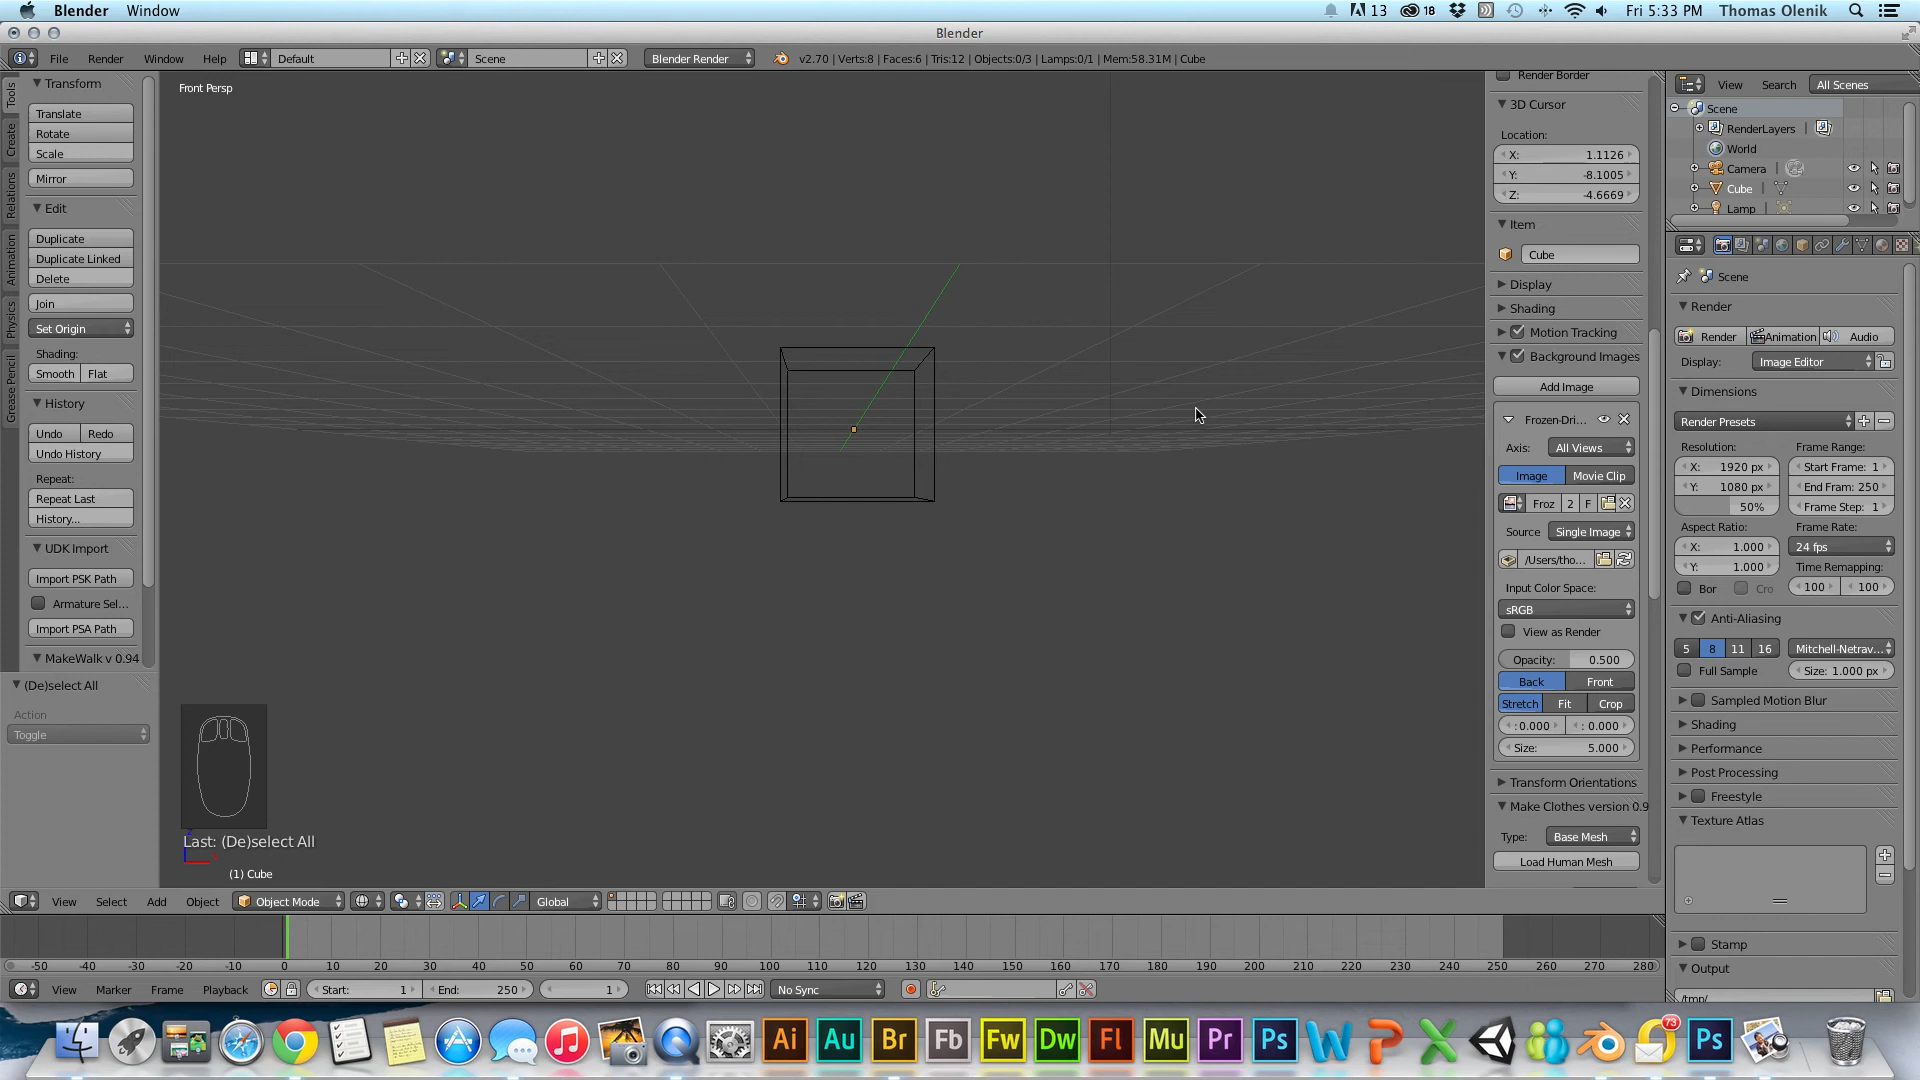 Blender Window 13 18 Fri 5:33 PM Thomas Olenik
Blender
File Render Window Help Default Scene Blender Render v2.70 | Verts:8 | Faces:6 | Tris:12 | Objects:0/3 | Lamps:0/1 | Mem:58.31M | Cube
Tools
Create
Relations
Animation
Physics
Grease Pencil
Transform
Translate
Rotate
Scale
Mirror
Edit
Duplicate
Duplicate Linked
Delete
Join
Set Origin
Shading:
Smooth Flat
History
Undo Redo
Undo History
Repeat:
Repeat Last
History...
UDK Import
Import PSK Path
Armature Sel...
Import PSA Path
MakeWalk v 0.94
(De)select All
Action
Toggle
Front Persp
Last: (De)select All
(1) Cube
Render Border
3D Cursor
Location:
X: 1.1126
Y: -8.1005
Z: -4.6669
Item
Cube
Display
Shading
Motion Tracking
Background Images
Add Image
Frozen-Dri...
Axis: All Views
Image Movie Clip
Froz 2 F
Source Single Image
/Users/tho...
Input Color Space:
sRGB
View as Render
Opacity: 0.500
Back Front
Stretch Fit Crop
: 0.000 : 0.000
Size: 5.000
Transform Orientations
Make Clothes version 0.9
Type: Base Mesh
Load Human Mesh
View Search All Scenes
Scene
RenderLayers
World
Camera
Cube
Lamp
Scene
Render
Render Animation Audio
Display: Image Editor
Dimensions
Render Presets
Resolution: Frame Range:
X: 1920 px Start Frame: 1
Y: 1080 px End Fram: 250
50% Frame Step: 1
Aspect Ratio: Frame Rate:
X: 1.000 24 fps
Y: 1.000 Time Remapping:
Bor Cro 100 100
Anti-Aliasing
5 8 11 16 Mitchell-Netrav...
Full Sample Size: 1.000 px
Sampled Motion Blur
Shading
Performance
Post Processing
Freestyle
Texture Atlas
Stamp
Output
/tmp/
View Select Add Object Object Mode Global
-50 -40 -30 -20 -10 0 10 20 30 40 50 60 70 80 90 100 110 120 130 140 150 160 170 180 190 200 210 220 230 240 250 260 270 280
View Marker Frame Playback Start: 1 End: 250 1 No Sync
Ai Au Br Fb Fw Dw Fl Mu Pr Ps W P X 73 Ps